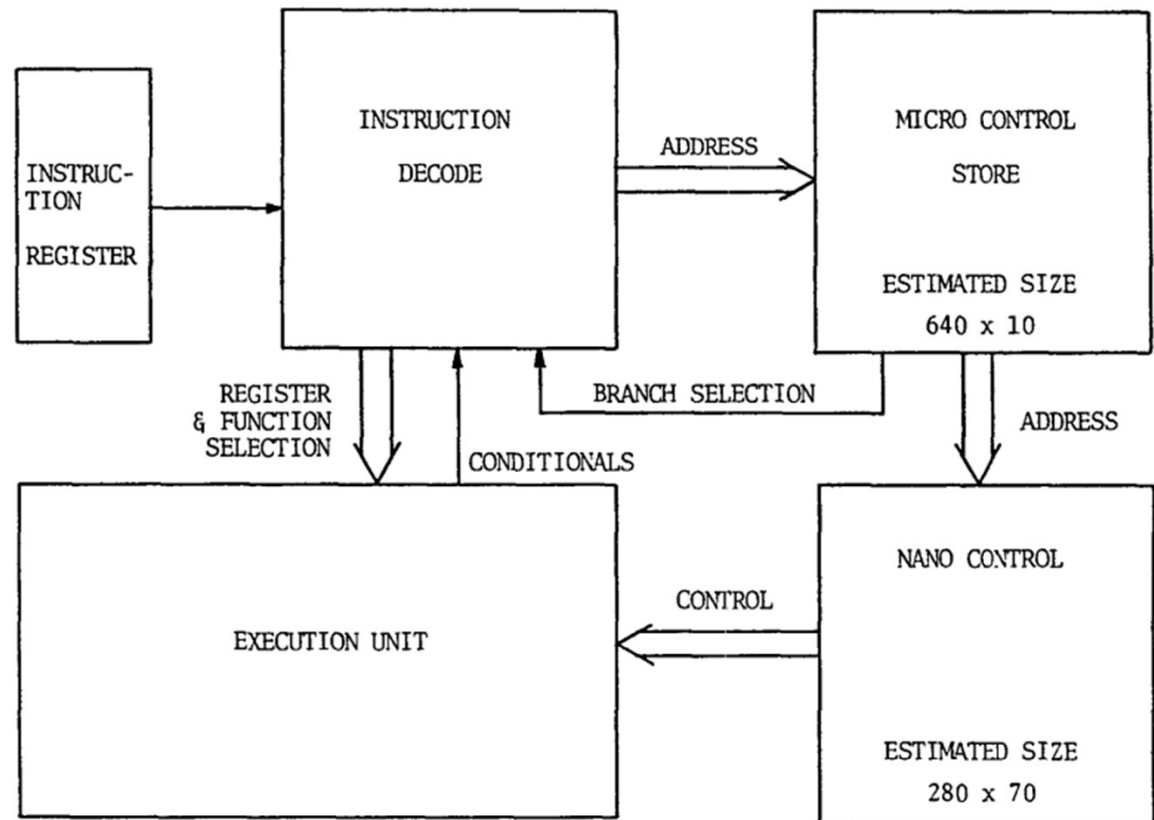 INSTRUC-
TION
REGISTER
INSTRUCTION
DECODE
ADDRESS
MICRO CONTROL
STORE
ESTIMATED SIZE
640 x 10
REGISTER
& FUNCTION
SELECTION
CONDITIONALS
BRANCH SELECTION
ADDRESS
EXECUTION UNIT
CONTROL
NANO CONTROL
ESTIMATED SIZE
280 x 70